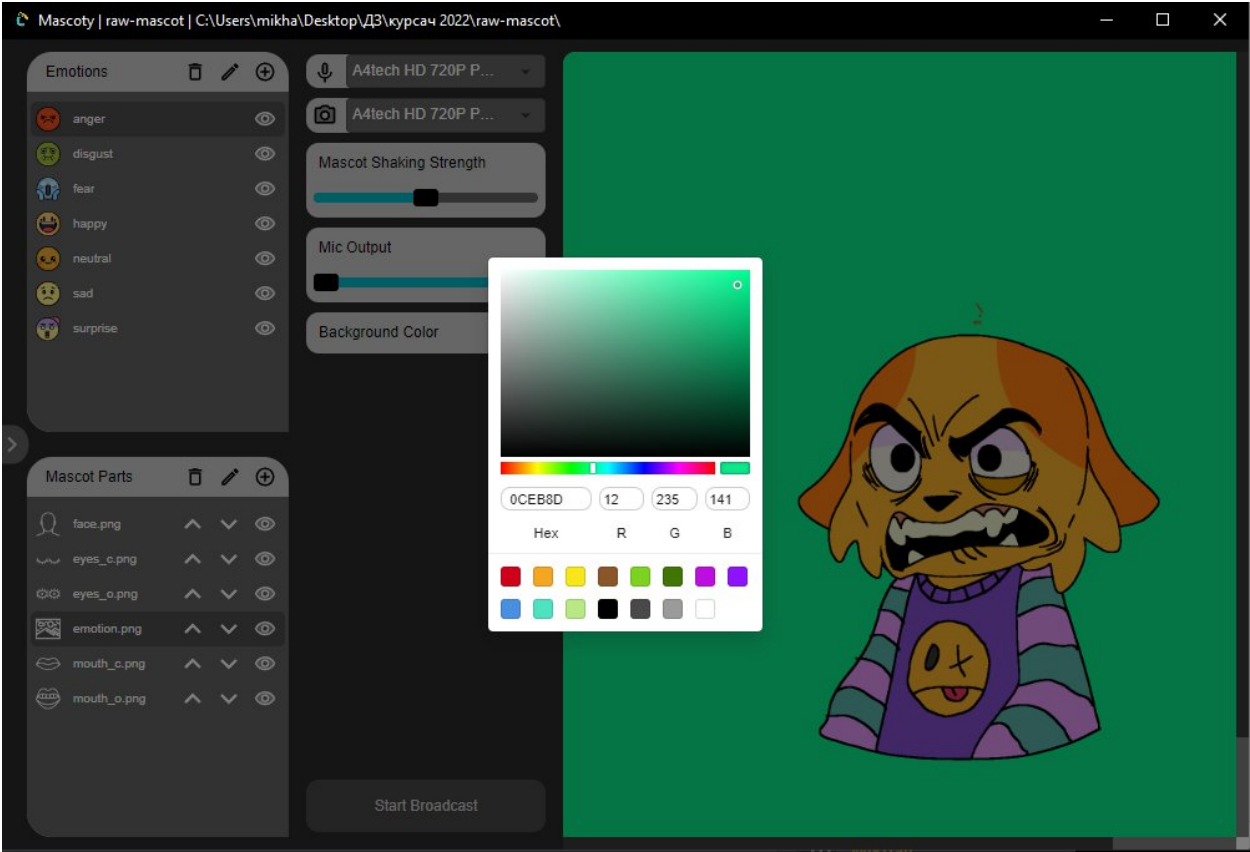 Mascoty | raw-mascot | C:\Users\mikha\Desktop\ДЗ\курсач 2022\raw-mascot\
Emotions
anger
disgust
fear
happy
neutral
sad
surprise
Mascot Parts
face.png
eyes_c.png
eyes_o.png
emotion.png
mouth_c.png
mouth_o.png
A4tech HD 720P P...
A4tech HD 720P P...
Mascot Shaking Strength
Mic Output
Background Color
Start Broadcast
0CEB8D 12 235 141
Hex R G B